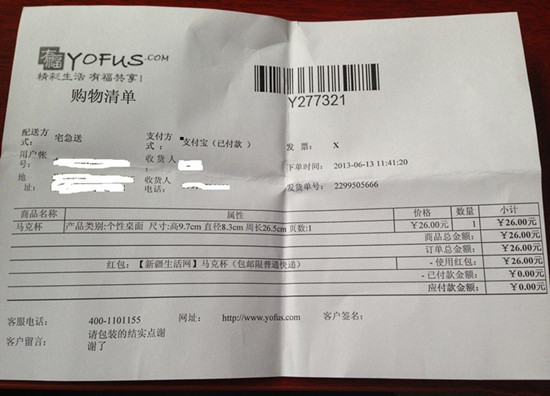 有福 YOFUS.COM
精彩生活 有福共享!
购物清单
Y277321
配送方式: 宅急送 支付方式: 支付宝(已付款) 发 票: X
用户帐号: 收货人: 下单时间: 2013-06-13 11:41:20
地址: 收货人电话: 发货单号: 2299505666
商品名称 属性 价格 数量 小计
马克杯 产品类别:个性桌面 尺寸:高9.7cm 直径8.3cm 周长26.5cm 页数:1 ¥26.00元 1 ¥26.00元
商品总金额: ¥26.00元
订单总金额: ¥26.00元
红包: 【新疆生活网】马克杯(包邮限普通快递) - 使用红包: ¥26.00元
- 已付款金额: ¥0.00元
应付款金额: ¥0.00元
客服电话: 400-1101155 网址: http://www.yofus.com 客户签名:
客户留言: 请包装的结实点谢谢了